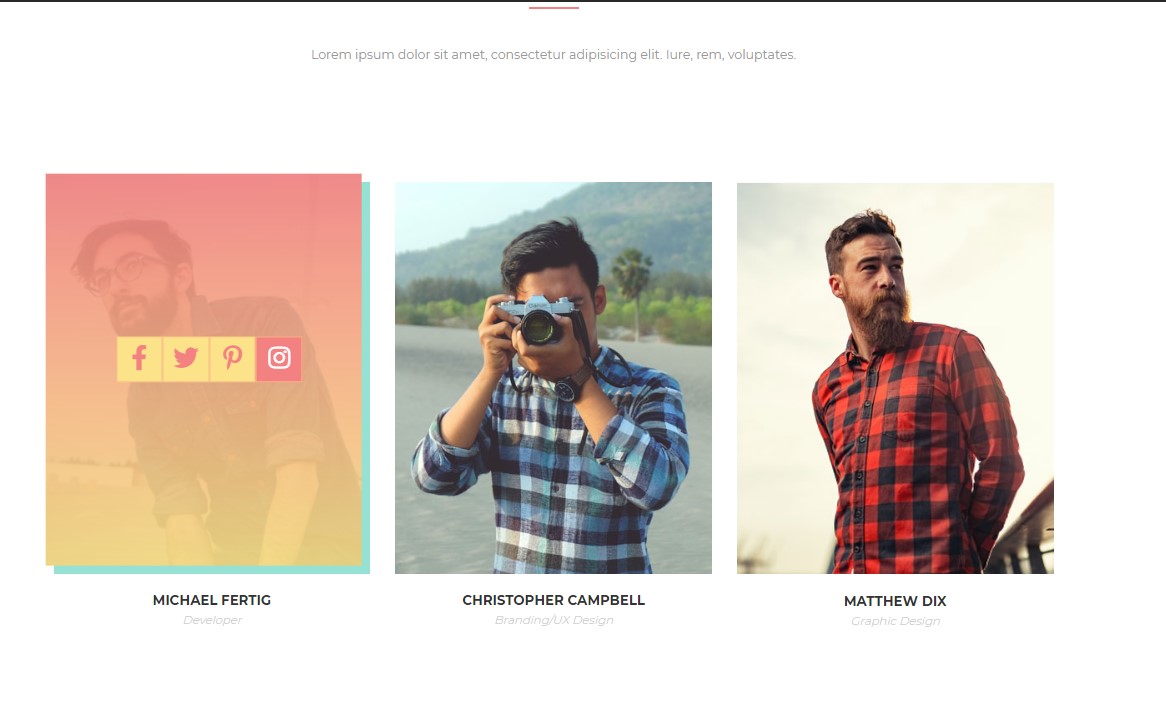 Lorem ipsum dolor sit amet, consectetur adipisicing elit. Iure, rem, voluptates.
MICHAEL FERTIG
Developer
CHRISTOPHER CAMPBELL
Branding/UX Design
MATTHEW DIX
Graphic Design